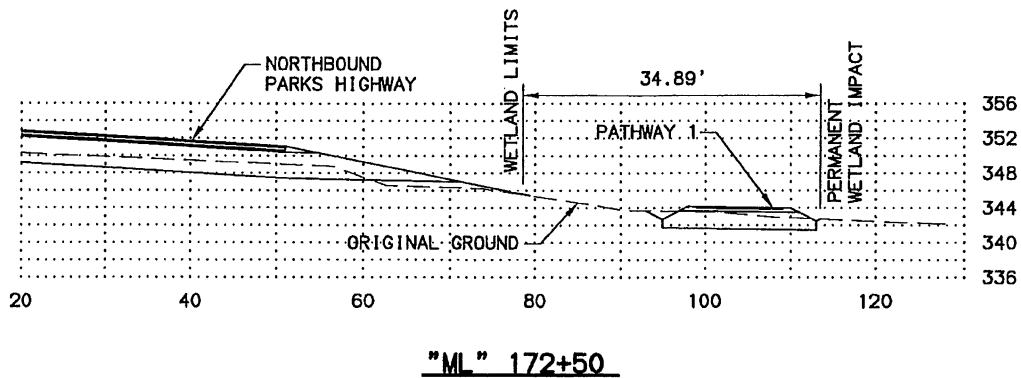 NORTHBOUND
PARKS HIGHWAY
WETLAND LIMITS
34.89'
PERMANENT
WETLAND IMPACT
PATHWAY 1
ORIGINAL GROUND
356
352
348
344
340
336
20 40 60 80 100 120
"ML" 172+50